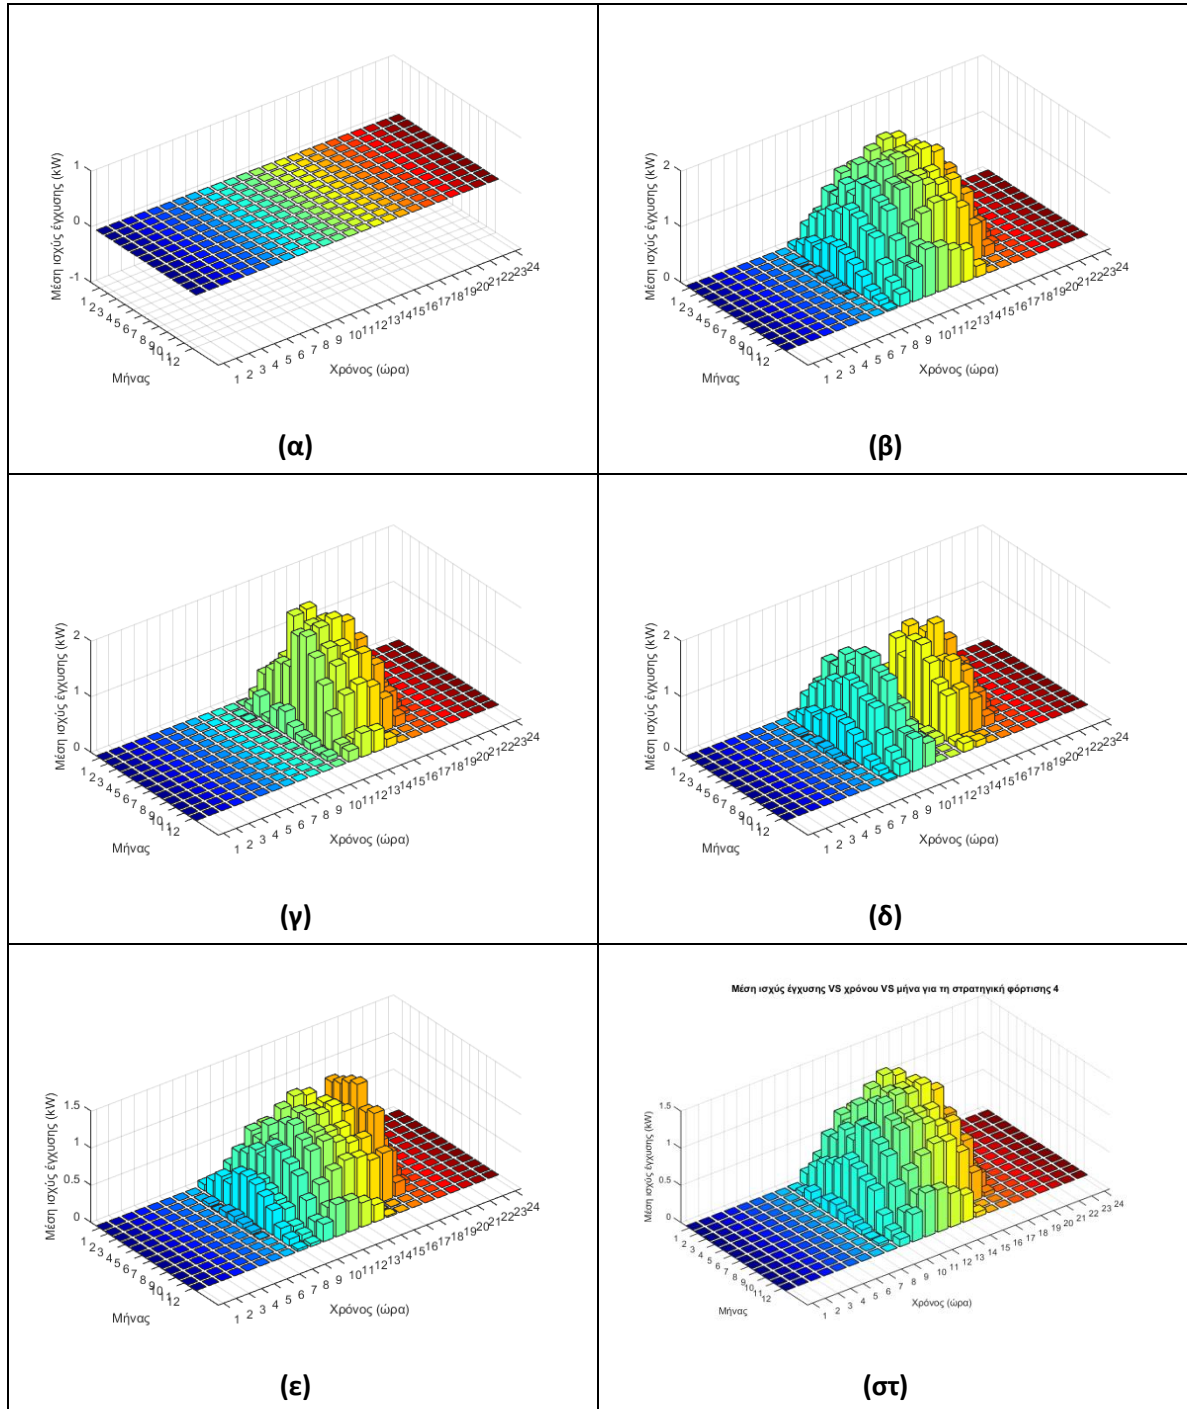 1
0
-1
Μέση ισχύς έγχυσης (kW)
1 2 3 4 5 6 7 8 9 10 11 12
Μήνας
1 2 3 4 5 6 7 8 9 10 11 12 13 14 15 16 17 18 19 20 21 22 23 24
Χρόνος (ώρα)
(α)
2
1
0
Μέση ισχύς έγχυσης (kW)
1 2 3 4 5 6 7 8 9 10 11 12
Μήνας
1 2 3 4 5 6 7 8 9 10 11 12 13 14 15 16 17 18 19 20 21 22 23 24
Χρόνος (ώρα)
(β)
2
1
0
Μέση ισχύς έγχυσης (kW)
1 2 3 4 5 6 7 8 9 10 11 12
Μήνας
1 2 3 4 5 6 7 8 9 10 11 12 13 14 15 16 17 18 19 20 21 22 23 24
Χρόνος (ώρα)
(γ)
2
1
0
Μέση ισχύς έγχυσης (kW)
1 2 3 4 5 6 7 8 9 10 11 12
Μήνας
1 2 3 4 5 6 7 8 9 10 11 12 13 14 15 16 17 18 19 20 21 22 23 24
Χρόνος (ώρα)
(δ)
1.5
1
0.5
0
Μέση ισχύς έγχυσης (kW)
1 2 3 4 5 6 7 8 9 10 11 12
Μήνας
1 2 3 4 5 6 7 8 9 10 11 12 13 14 15 16 17 18 19 20 21 22 23 24
Χρόνος (ώρα)
(ε)
Μέση ισχύς έγχυσης VS χρόνου VS μήνα για τη στρατηγική φόρτισης 4
1.5
1
0.5
0
Μέση ισχύς έγχυσης (kW)
1 2 3 4 5 6 7 8 9 10 11 12
Μήνας
1 2 3 4 5 6 7 8 9 10 11 12 13 14 15 16 17 18 19 20 21 22 23 24
Χρόνος (ώρα)
(στ)